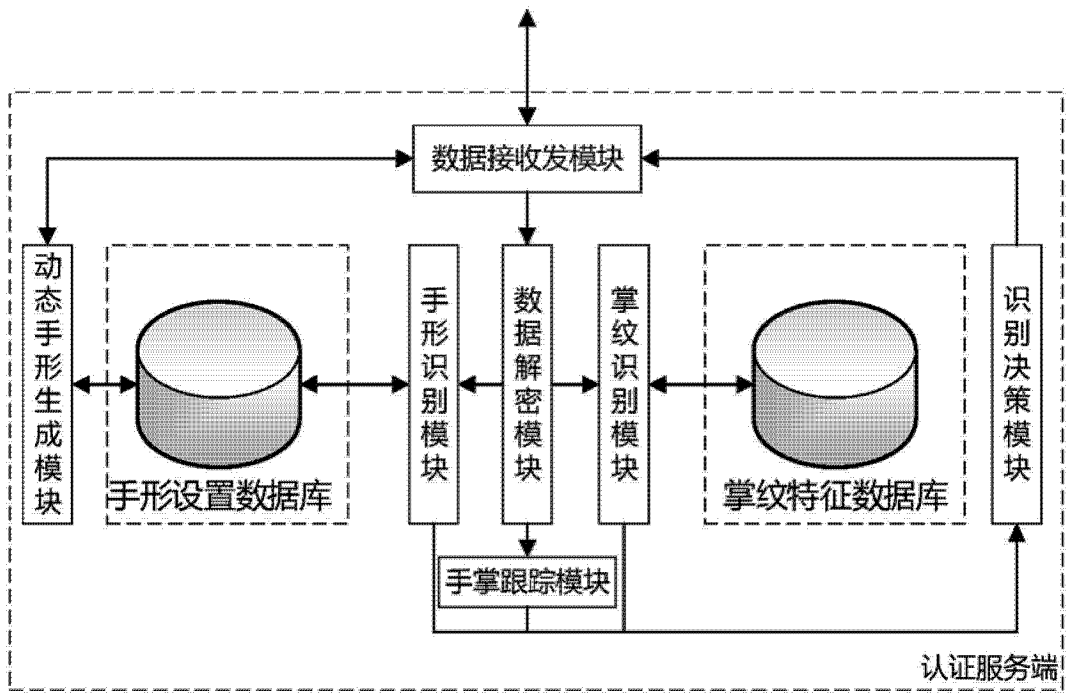 数据接收发模块
动态手形生成模块
手形设置数据库
手形识别模块
数据解密模块
掌纹识别模块
掌纹特征数据库
识别决策模块
手掌跟踪模块
认证服务端